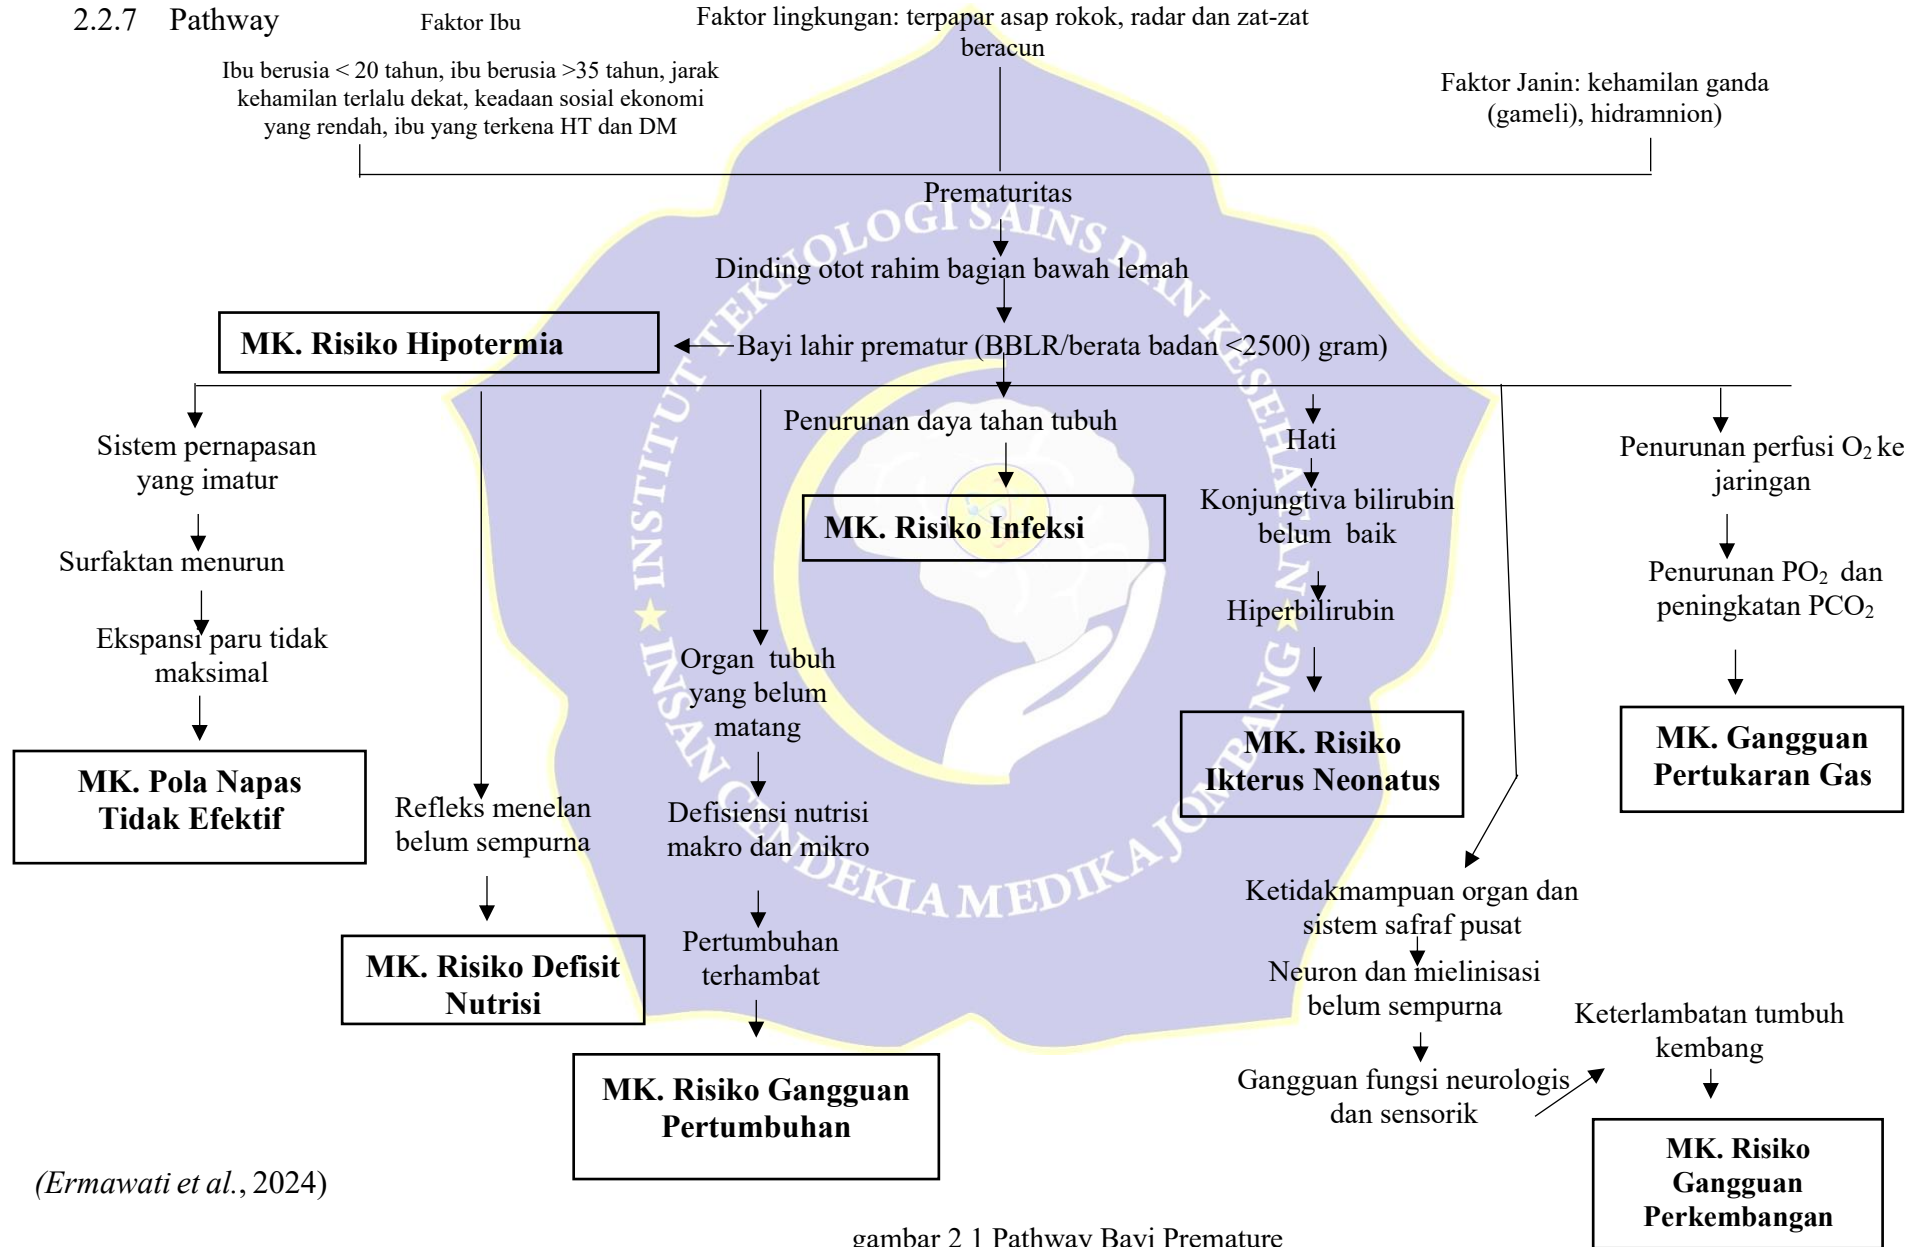 2.2.7 Pathway
Faktor Ibu
Faktor lingkungan: terpapar asap rokok, radar dan zat-zat
beracun
Ibu berusia < 20 tahun, ibu berusia >35 tahun, jarak
kehamilan terlalu dekat, keadaan sosial ekonomi
yang rendah, ibu yang terkena HT dan DM
Faktor Janin: kehamilan ganda
(gameli), hidramnion)
Prematuritas
Dinding otot rahim bagian bawah lemah
MK. Risiko Hipotermia
Bayi lahir prematur (BBLR/berata badan <2500) gram)
Sistem pernapasan
yang imatur
Surfaktan menurun
Ekspansi paru tidak
maksimal
MK. Pola Napas
Tidak Efektif
Refleks menelan
belum sempurna
MK. Risiko Defisit
Nutrisi
Organ tubuh
yang belum
matang
Defisiensi nutrisi
makro dan mikro
Pertumbuhan
terhambat
MK. Risiko Gangguan
Pertumbuhan
Penurunan daya tahan tubuh
MK. Risiko Infeksi
Hati
Konjungtiva bilirubin
belum baik
Hiperbilirubin
MK. Risiko
Ikterus Neonatus
Ketidakmampuan organ dan
sistem safraf pusat
Neuron dan mielinisasi
belum sempurna
Gangguan fungsi neurologis
dan sensorik
Keterlambatan tumbuh
kembang
MK. Risiko
Gangguan
Perkembangan
Penurunan perfusi O₂ ke
jaringan
Penurunan PO₂ dan
peningkatan PCO₂
MK. Gangguan
Pertukaran Gas
INSTITUT TEKNOLOGI SAINS DAN KESEHATAN
INSAN CENDEKIA MEDIKA JOMBANG
(Ermawati et al., 2024)
gambar 2 1 Pathway Bayi Premature